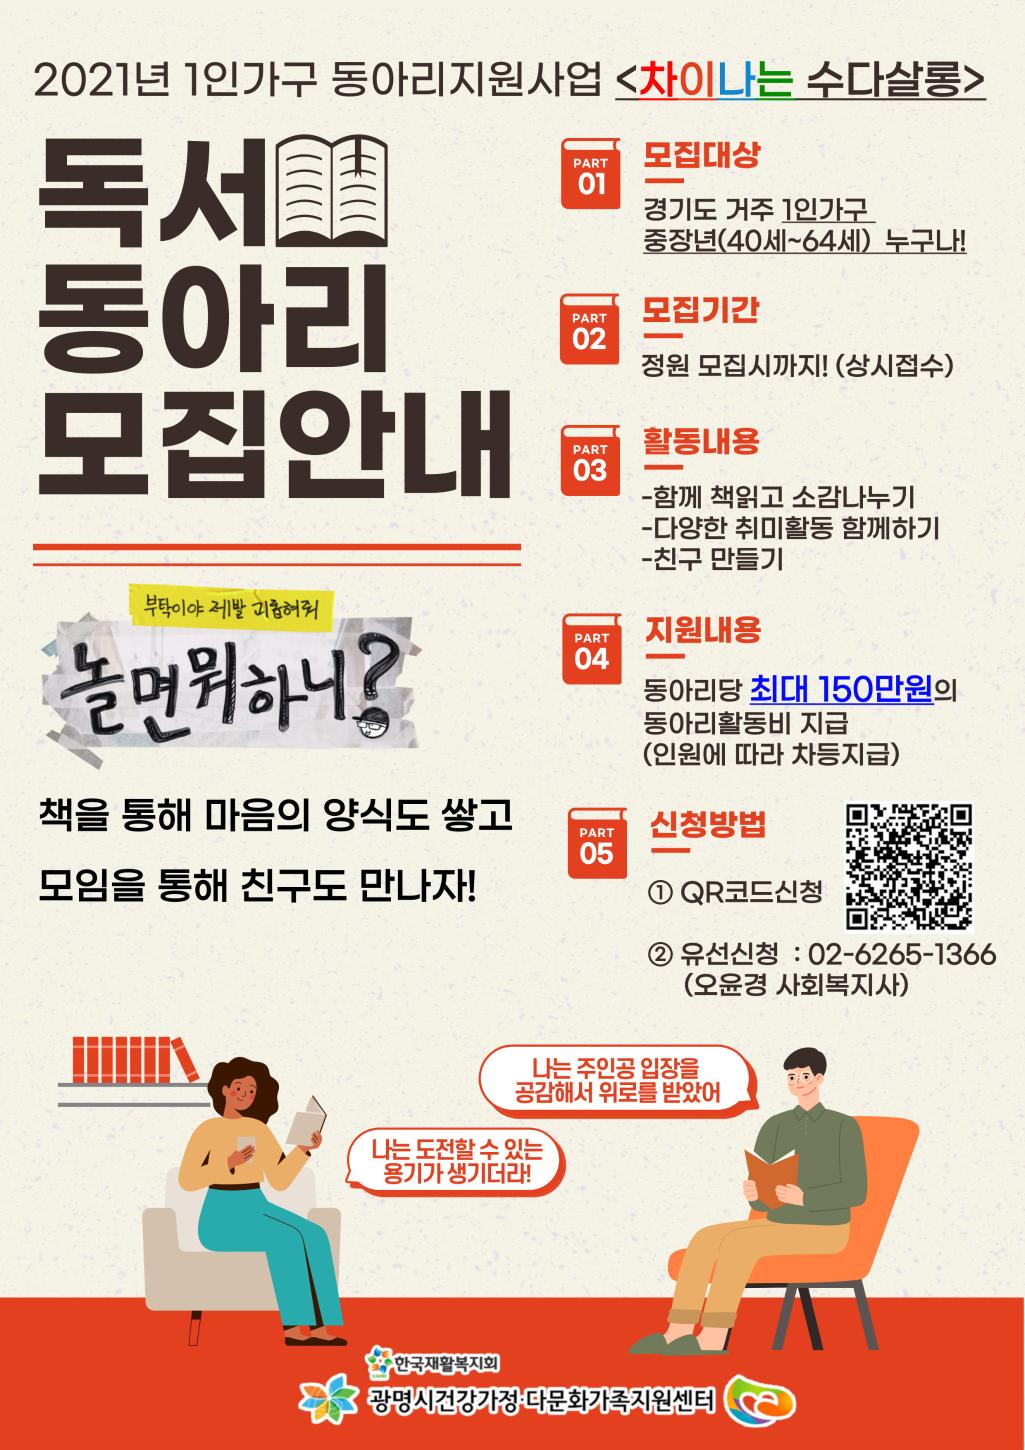 2021년 1인가구 동아리지원사업 <차이나는 수다살롱>
독서
동아리
모집안내
부탁이야 제발 괴롭혀줘
놀면뭐하니?
책을 통해 마음의 양식도 쌓고
모임을 통해 친구도 만나자!
PART
01
모집대상
경기도 거주 1인가구
중장년(40세~64세) 누구나!
PART
02
모집기간
정원 모집시까지! (상시접수)
PART
03
활동내용
-함께 책읽고 소감나누기
-다양한 취미활동 함께하기
-친구 만들기
PART
04
지원내용
동아리당 최대 150만원의
동아리활동비 지급
(인원에 따라 차등지급)
PART
05
신청방법
① QR코드신청
② 유선신청 : 02-6265-1366
(오윤경 사회복지사)
나는 주인공 입장을
공감해서 위로를 받았어
나는 도전할 수 있는
용기가 생기더라!
한국재활복지회
광명시건강가정·다문화가족지원센터